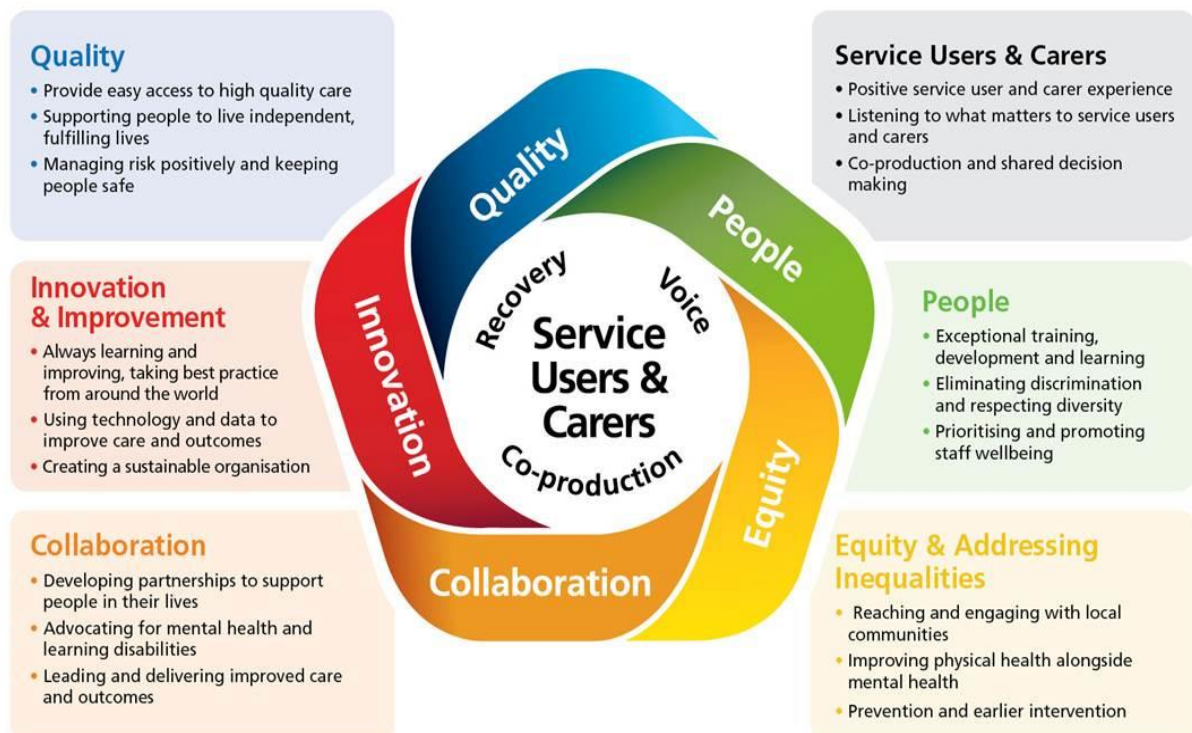 Quality
• Provide easy access to high quality care
• Supporting people to live independent,
fulfilling lives
• Managing risk positively and keeping
people safe
Innovation
& Improvement
• Always learning and
improving, taking best practice
from around the world
• Using technology and data to
improve care and outcomes
• Creating a sustainable organisation
Collaboration
• Developing partnerships to support
people in their lives
• Advocating for mental health and
learning disabilities
• Leading and delivering improved care
and outcomes
Quality
People
Equity
Collaboration
Innovation
Recovery
Voice
Service
Users &
Carers
Co-production
Service Users & Carers
• Positive service user and carer experience
• Listening to what matters to service users
and carers
• Co-production and shared decision
making
People
• Exceptional training,
development and learning
• Eliminating discrimination
and respecting diversity
• Prioritising and promoting
staff wellbeing
Equity & Addressing
Inequalities
• Reaching and engaging with local
communities
• Improving physical health alongside
mental health
• Prevention and earlier intervention